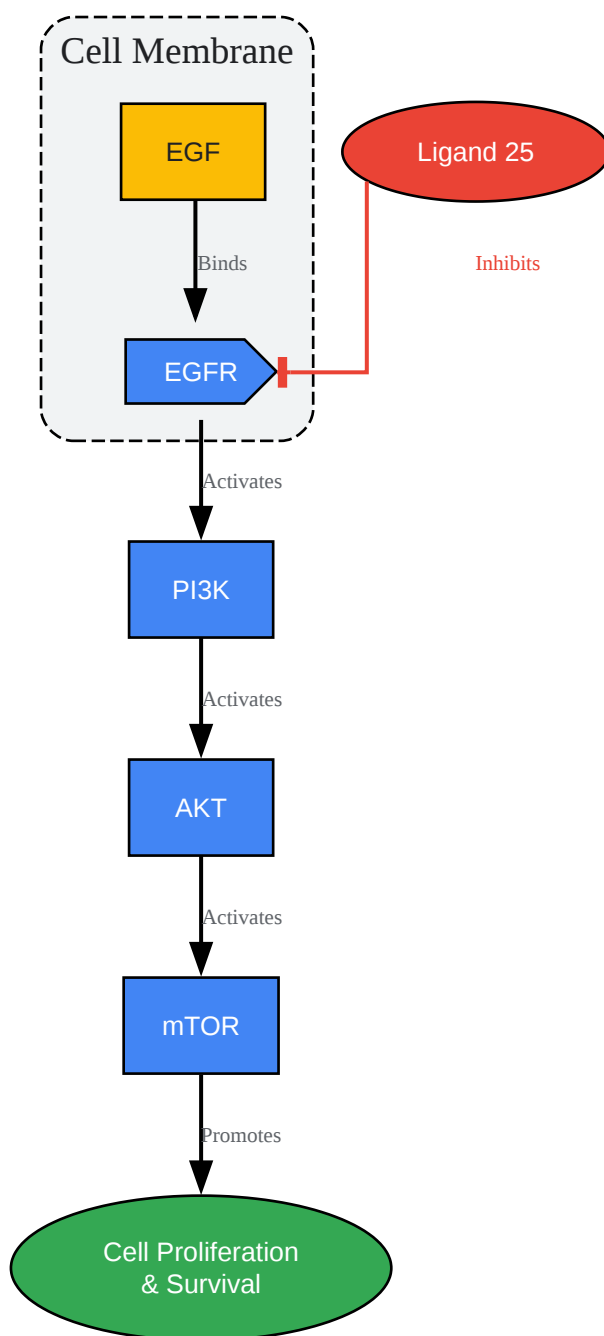 Cell Membrane
EGF
Ligand 25
Binds
Inhibits
EGFR
Activates
PI3K
Activates
AKT
Activates
mTOR
Promotes
Cell Proliferation
& Survival